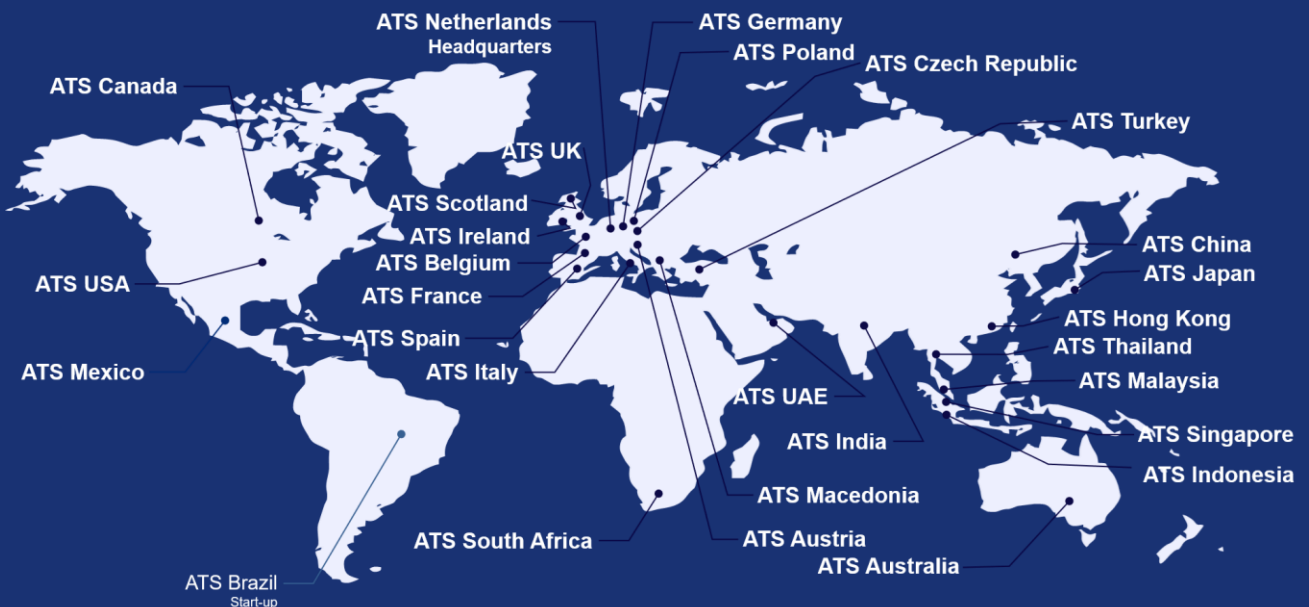 ATS Netherlands
Headquarters
ATS Germany
ATS Poland
ATS Czech Republic
ATS Canada
ATS Turkey
ATS UK
ATS Scotland
ATS Ireland
ATS Belgium
ATS France
ATS Spain
ATS Italy
ATS USA
ATS Mexico
ATS China
ATS Japan
ATS Hong Kong
ATS Thailand
ATS Malaysia
ATS UAE
ATS Singapore
ATS India
ATS Indonesia
ATS Macedonia
ATS South Africa
ATS Austria
ATS Australia
ATS Brazil
Start-up